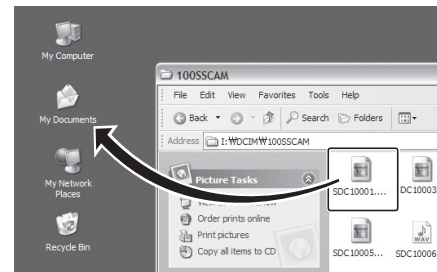 My Computer
My Documents
My Network
Places
Recycle Bin
100SSCAM
File Edit View Favorites Tools Help
Back Search Folders
Address I:₩DCIM₩100SSCAM
Picture Tasks
Order prints online
Print pictures
Copy all items to CD
SDC10001....
DC10003
SDC10005...
SDC10006
WAV